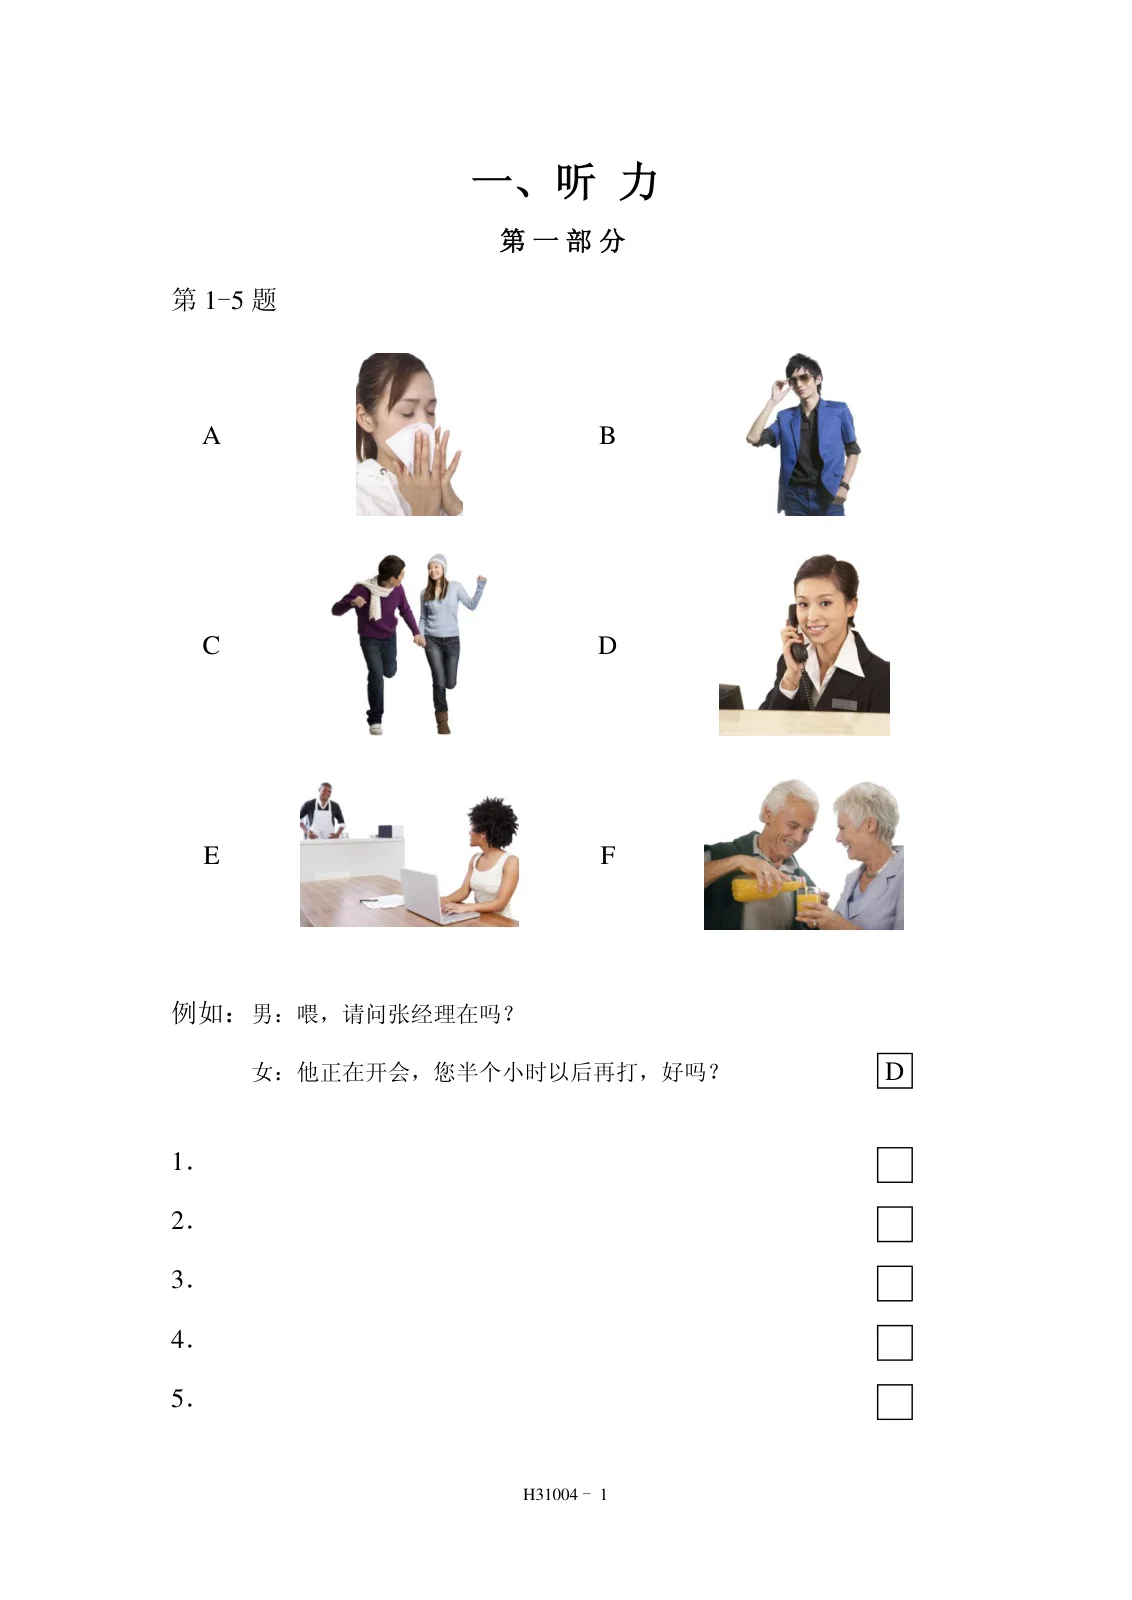 一、听 力
第一部分
第 1-5 题
A
B
C
D
E
F
例如：男：喂，请问张经理在吗？
女：他正在开会，您半个小时以后再打，好吗？ D
1．
2．
3．
4．
5．
H31004 - 1